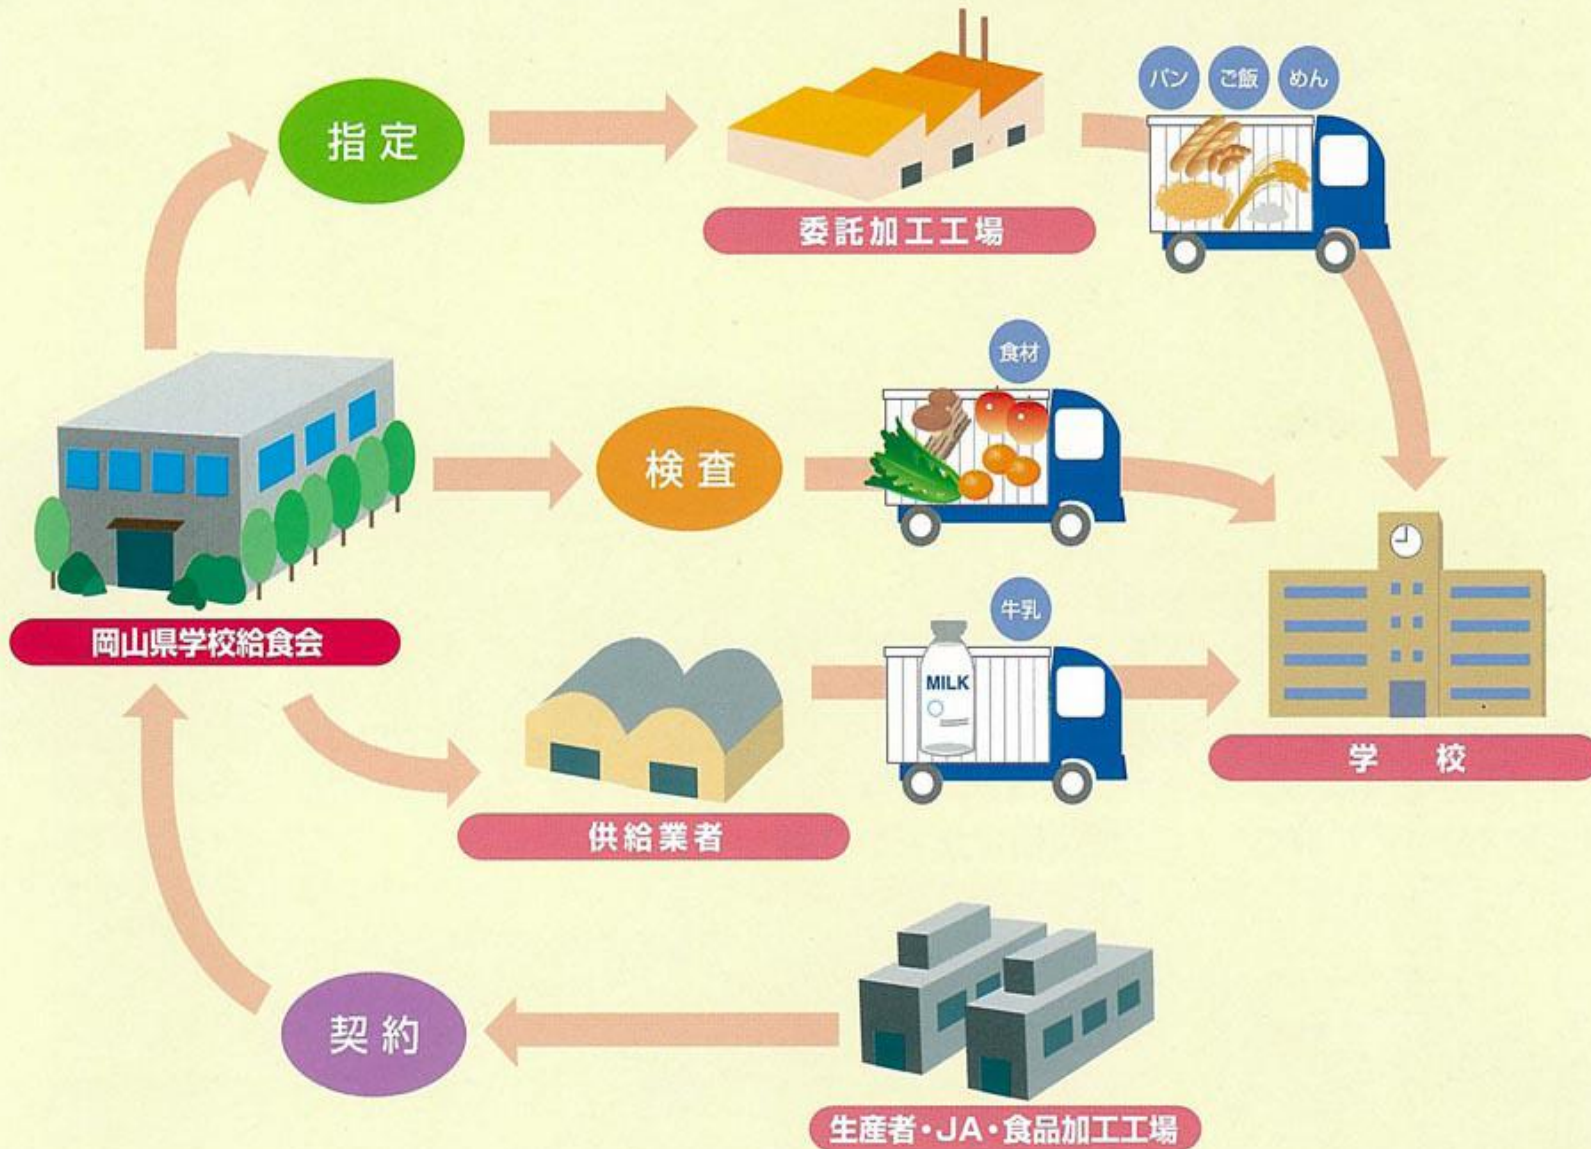 指定
パン
ご飯
めん
委託加工工場
食材
検査
岡山県学校給食会
牛乳
MILK
供給業者
学校
契約
生産者・JA・食品加工工場